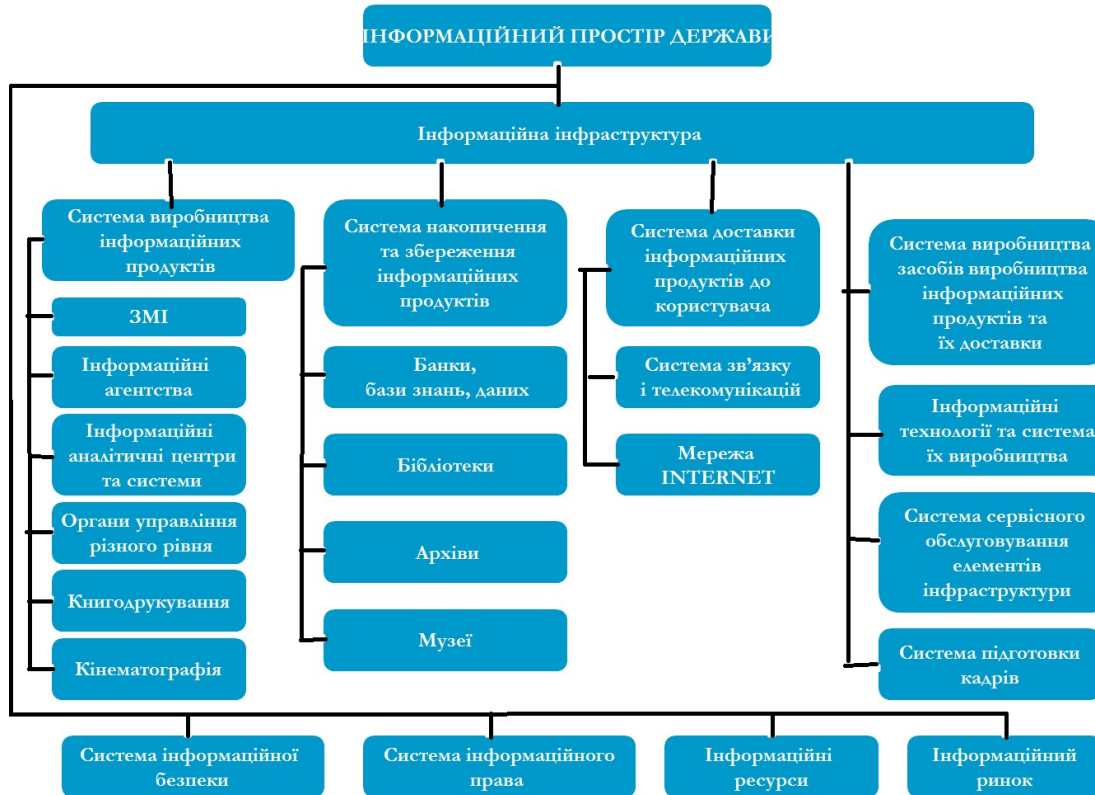 ІНФОРМАЦІЙНИЙ ПРОСТІР ДЕРЖАВИ
Інформаційна інфраструктура
Система виробництва
інформаційних
продуктів
ЗМІ
Інформаційні
агентства
Інформаційні
аналітичні центри
та системи
Органи управління
різного рівня
Книгодрукування
Кінематографія
Система накопичення
та збереження
інформаційних
продуктів
Банки,
бази знань, даних
Бібліотеки
Архіви
Музеї
Система доставки
інформаційних
продуктів до
користувача
Система зв’язку
і телекомунікацій
Мережа
INTERNET
Система виробництва
засобів виробництва
інформаційних
продуктів та
їх доставки
Інформаційні
технології та система
їх виробництва
Система сервісного
обслуговування
елементів
інфраструктури
Система підготовки
кадрів
Система інформаційної
безпеки
Система інформаційного
права
Інформаційні
ресурси
Інформаційний
ринок